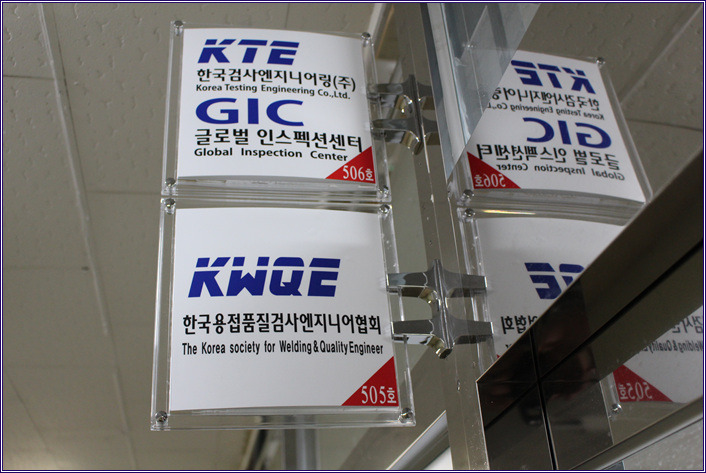 KTE
한국검사엔지니어링(주)
Korea Testing Engineering Co.,Ltd.
GIC
글로벌 인스펙션센터
Global Inspection Center
506호
KWQE
한국용접품질검사엔지니어협회
The Korea society for Welding & Quality Engineer
505호